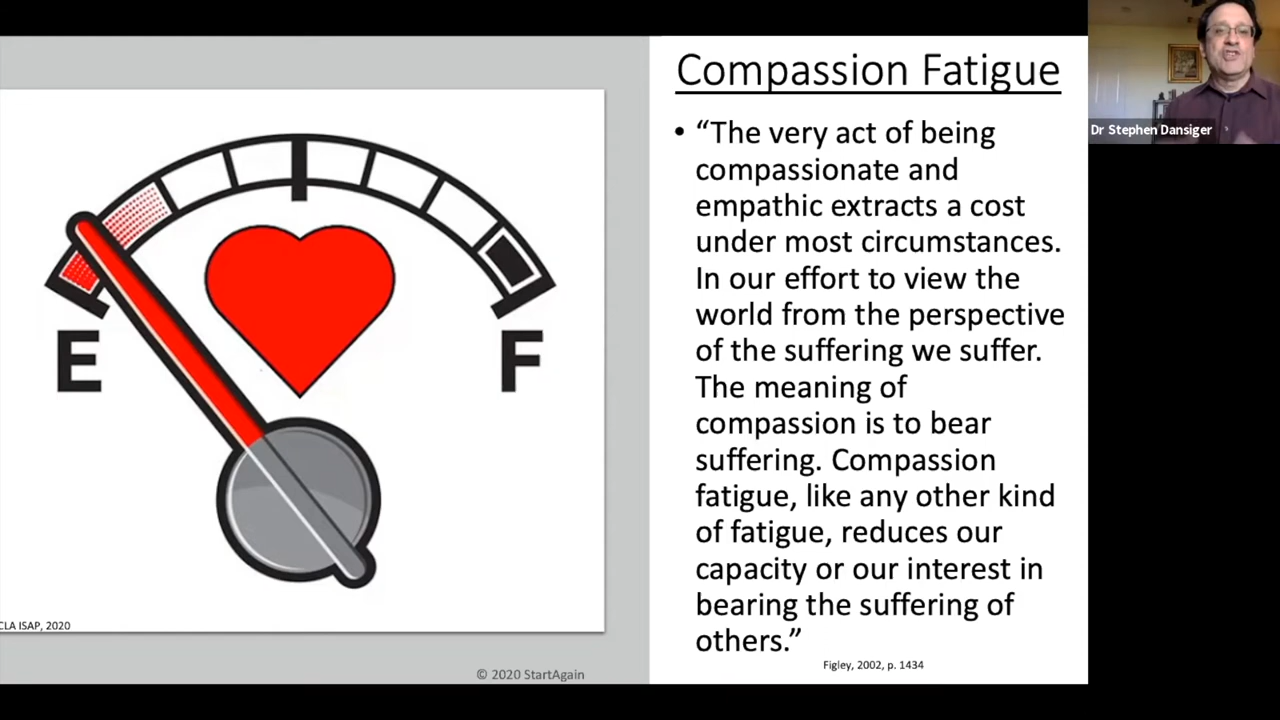 Compassion Fatigue
• “The very act of being
compassionate and
empathic extracts a cost
under most circumstances.
In our effort to view the
world from the perspective
of the suffering we suffer.
The meaning of
compassion is to bear
suffering. Compassion
fatigue, like any other kind
of fatigue, reduces our
capacity or our interest in
bearing the suffering of
others.”
Figley, 2002, p. 1434
E
F
CLA ISAP, 2020
© 2020 StartAgain
Dr Stephen Dansiger